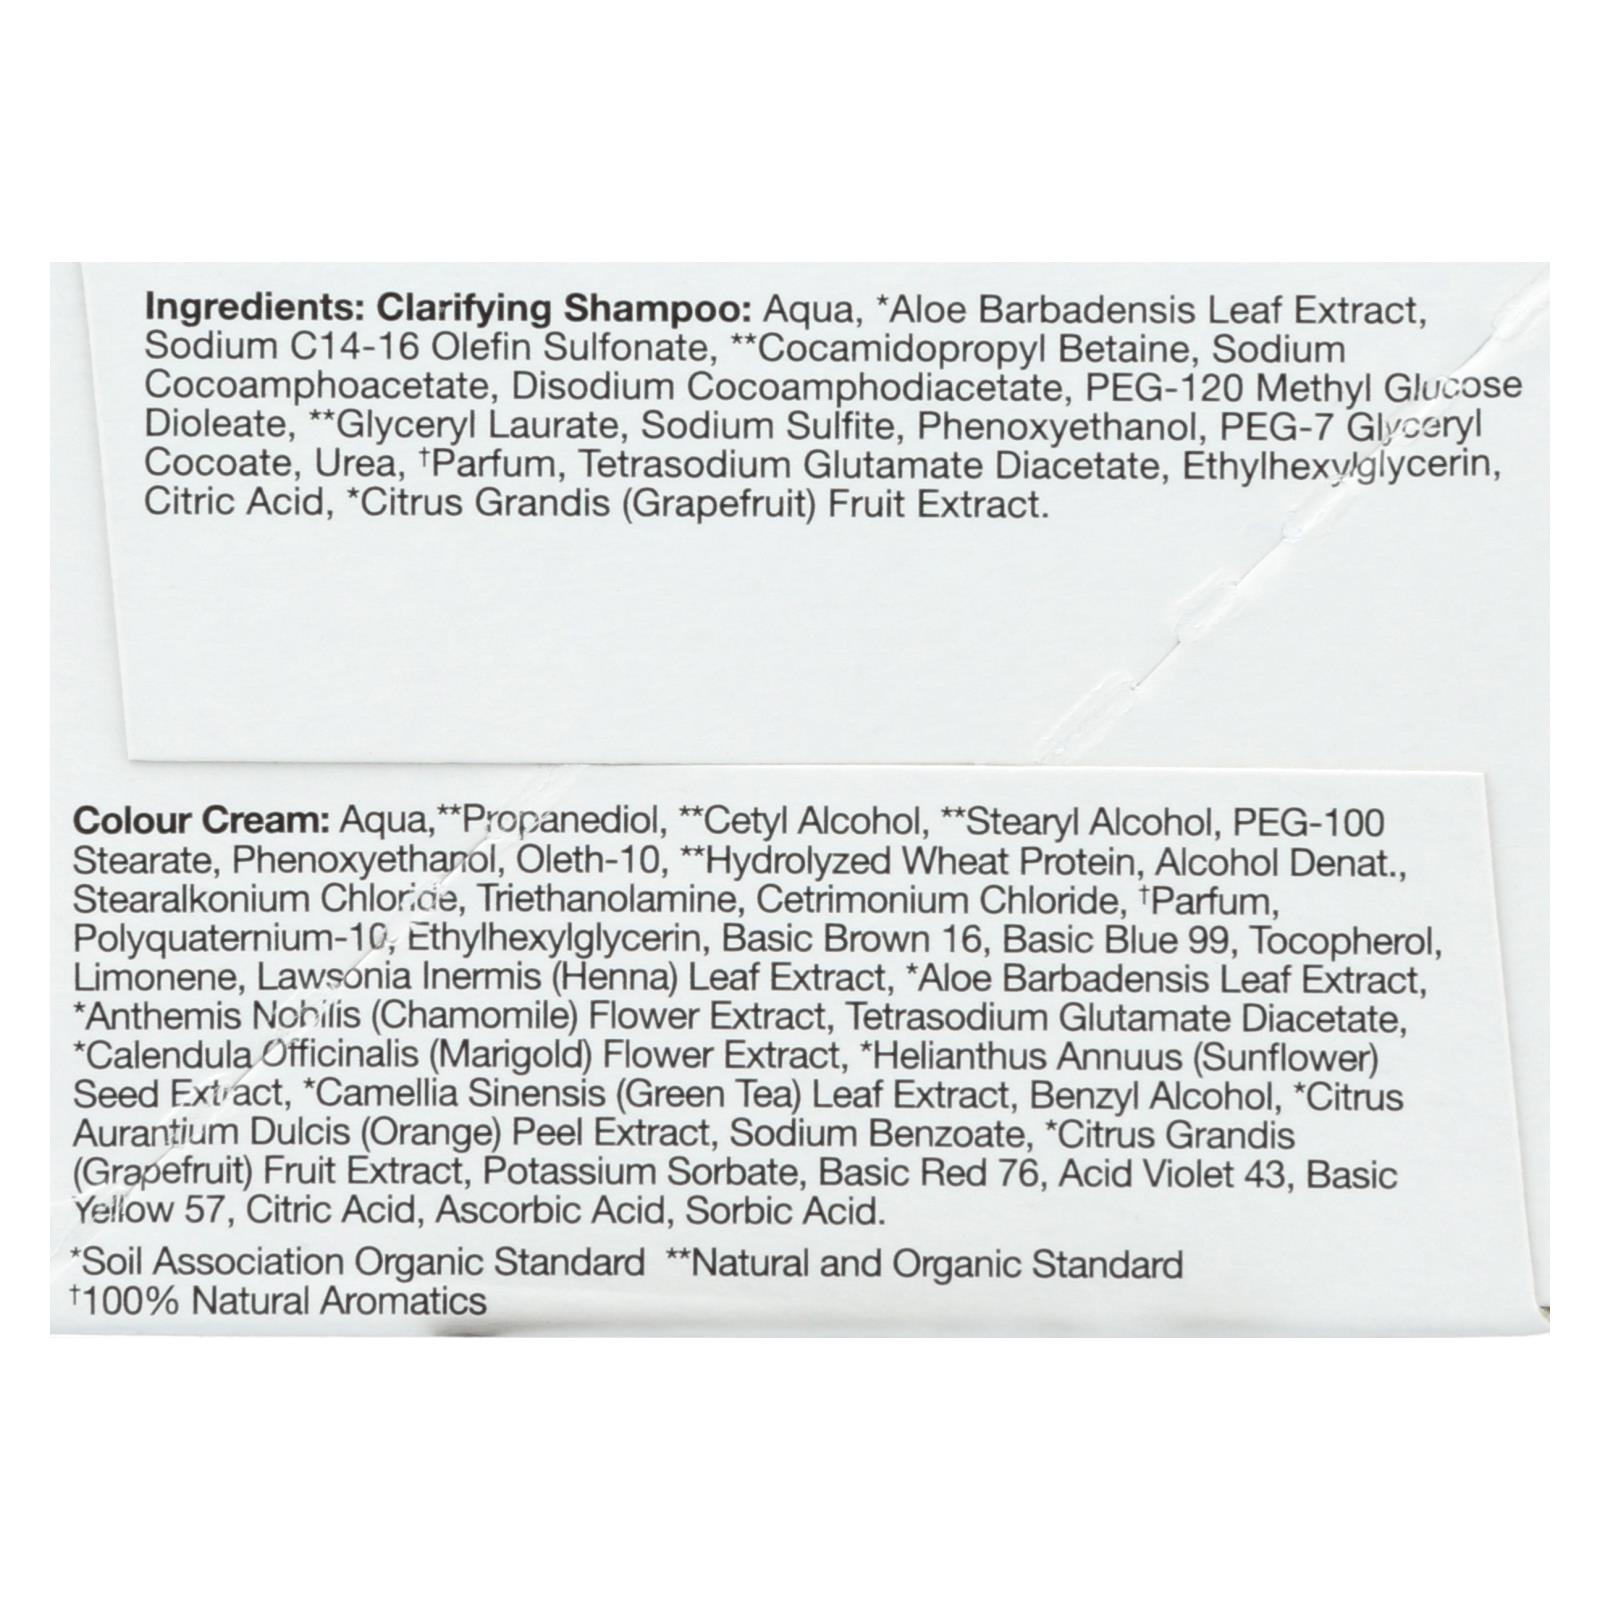 Ingredients: Clarifying Shampoo: Aqua, *Aloe Barbadensis Leaf Extract,
Sodium C14-16 Olefin Sulfonate, **Cocamidopropyl Betaine, Sodium
Cocoamphoacetate, Disodium Cocoamphodiacetate, PEG-120 Methyl Glucose
Dioleate, **Glyceryl Laurate, Sodium Sulfite, Phenoxyethanol, PEG-7 Glyceryl
Cocoate, Urea, †Parfum, Tetrasodium Glutamate Diacetate, Ethylhexylglycerin,
Citric Acid, *Citrus Grandis (Grapefruit) Fruit Extract.
Colour Cream: Aqua,**Propanediol, **Cetyl Alcohol, **Stearyl Alcohol, PEG-100
Stearate, Phenoxyethanol, Oleth-10, **Hydrolyzed Wheat Protein, Alcohol Denat.,
Stearalkonium Chloride, Triethanolamine, Cetrimonium Chloride, †Parfum,
Polyquaternium-10, Ethylhexylglycerin, Basic Brown 16, Basic Blue 99, Tocopherol,
Limonene, Lawsonia Inermis (Henna) Leaf Extract, *Aloe Barbadensis Leaf Extract,
*Anthemis Nobilis (Chamomile) Flower Extract, Tetrasodium Glutamate Diacetate,
*Calendula Officinalis (Marigold) Flower Extract, *Helianthus Annuus (Sunflower)
Seed Extract, *Camellia Sinensis (Green Tea) Leaf Extract, Benzyl Alcohol, *Citrus
Aurantium Dulcis (Orange) Peel Extract, Sodium Benzoate, *Citrus Grandis
(Grapefruit) Fruit Extract, Potassium Sorbate, Basic Red 76, Acid Violet 43, Basic
Yellow 57, Citric Acid, Ascorbic Acid, Sorbic Acid.
*Soil Association Organic Standard **Natural and Organic Standard
†100% Natural Aromatics